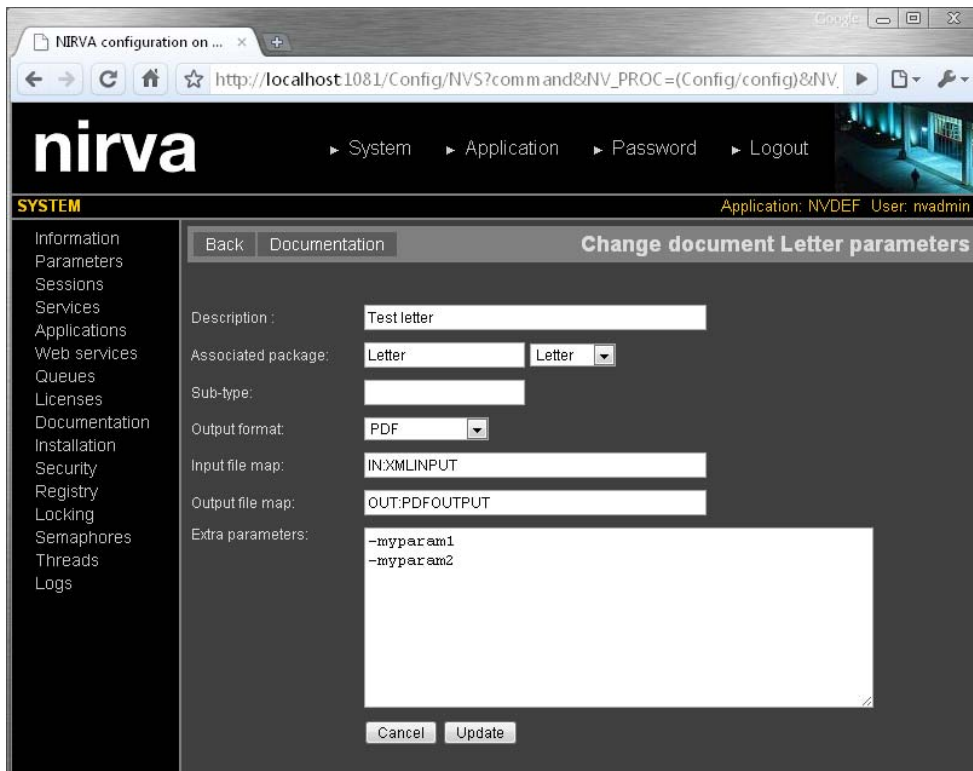 Google
NIRVA configuration on ...
http://localhost:1081/Config/NVS?command&NV_PROC=(Config/config)&NV_
nirva
► System ► Application ► Password ► Logout
SYSTEM Application: NVDEF User: nvadmin
Information
Parameters
Sessions
Services
Applications
Web services
Queues
Licenses
Documentation
Installation
Security
Registry
Locking
Semaphores
Threads
Logs
Back Documentation Change document Letter parameters
Description : Test letter
Associated package: Letter Letter
Sub-type:
Output format: PDF
Input file map: IN:XMLINPUT
Output file map: OUT:PDFOUTPUT
Extra parameters: -myparam1
-myparam2
Cancel Update